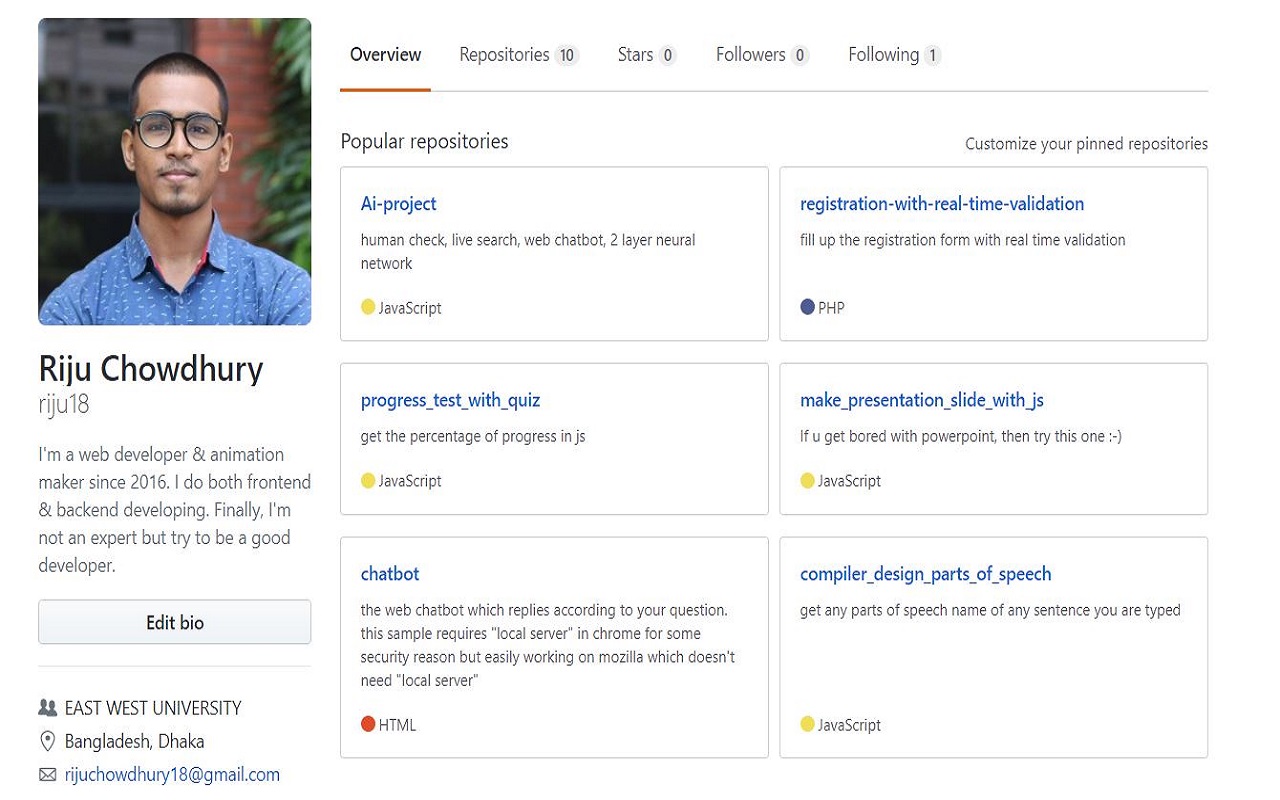 Overview Repositories 10 Stars 0 Followers 0 Following 1
Popular repositories
Customize your pinned repositories
Ai-project
human check, live search, web chatbot, 2 layer neural
network
JavaScript
registration-with-real-time-validation
fill up the registration form with real time validation
PHP
progress_test_with_quiz
get the percentage of progress in js
JavaScript
make_presentation_slide_with_js
If u get bored with powerpoint, then try this one :-)
JavaScript
chatbot
the web chatbot which replies according to your question.
this sample requires "local server" in chrome for some
security reason but easily working on mozilla which doesn't
need "local server"
HTML
compiler_design_parts_of_speech
get any parts of speech name of any sentence you are typed
JavaScript
Riju Chowdhury
riju18
I'm a web developer & animation
maker since 2016. I do both frontend
& backend developing. Finally, I'm
not an expert but try to be a good
developer.
Edit bio
EAST WEST UNIVERSITY
Bangladesh, Dhaka
rijuchowdhury18@gmail.com